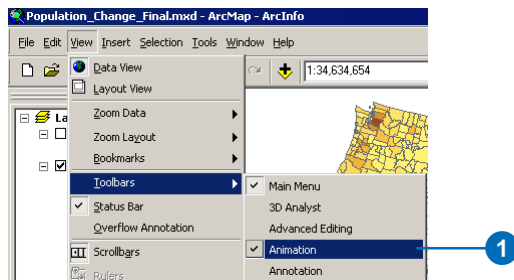 Population_Change_Final.mxd - ArcMap - ArcInfo
File Edit View Insert Selection Tools Window Help
1:34,634,654
Data View
Layout View
Zoom Data
Zoom Layout
Bookmarks
Toolbars
Status Bar
Overflow Annotation
Scrollbars
Rulers
La
Main Menu
3D Analyst
Advanced Editing
Animation
Annotation
1